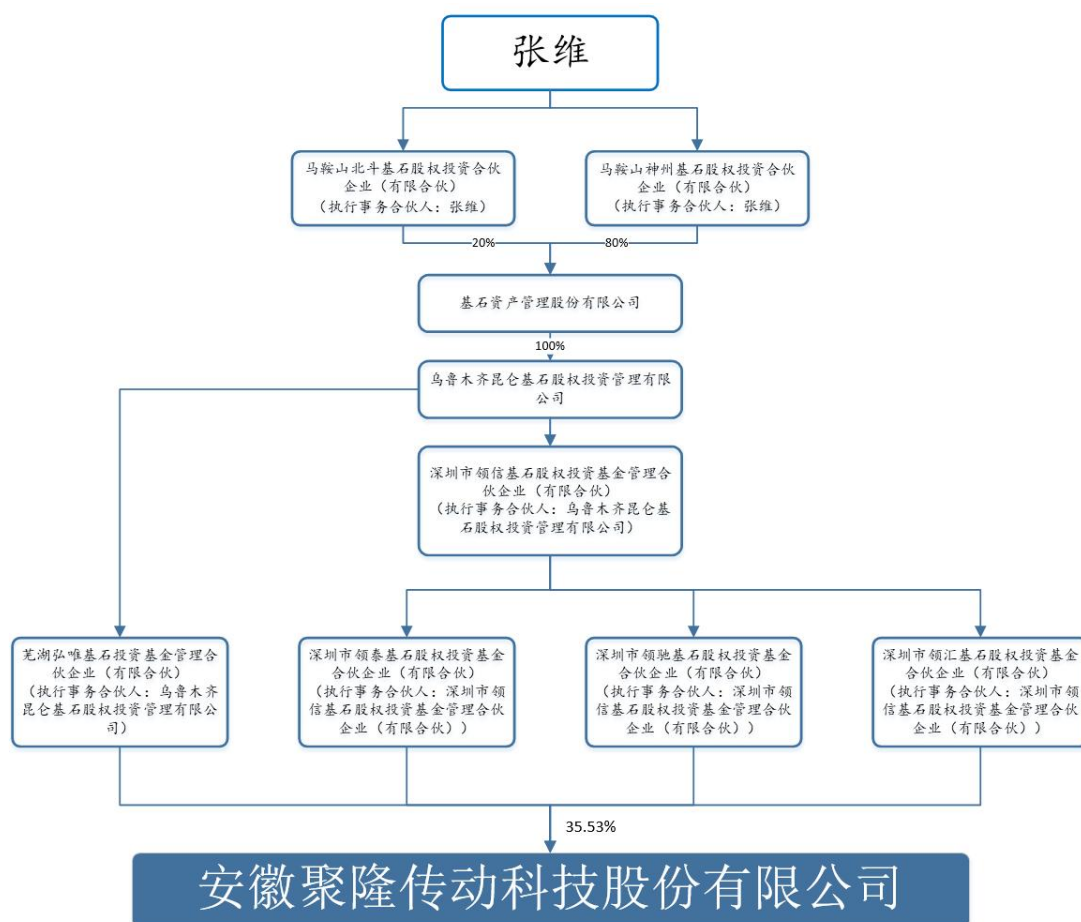 张维
马鞍山北斗基石股权投资合伙
企业（有限合伙）
（执行事务合伙人：张维）
马鞍山神州基石股权投资合伙
企业（有限合伙）
（执行事务合伙人：张维）
20%
80%
基石资产管理股份有限公司
100%
乌鲁木齐昆仑基石股权投资管理有限
公司
深圳市领信基石股权投资基金管理合
伙企业（有限合伙）
（执行事务合伙人：乌鲁木齐昆仑基
石股权投资管理有限公司）
芜湖弘唯基石投资基金管理合
伙企业（有限合伙）
（执行事务合伙人：乌鲁木齐
昆仑基石股权投资管理有限公
司）
深圳市领泰基石股权投资基金
合伙企业（有限合伙）
（执行事务合伙人：深圳市领
信基石股权投资基金管理合伙
企业（有限合伙））
深圳市领驰基石股权投资基金
合伙企业（有限合伙）
（执行事务合伙人：深圳市领
信基石股权投资基金管理合伙
企业（有限合伙））
深圳市领汇基石股权投资基金
合伙企业（有限合伙）
（执行事务合伙人：深圳市领
信基石股权投资基金管理合伙
企业（有限合伙））
35.53%
安徽聚隆传动科技股份有限公司